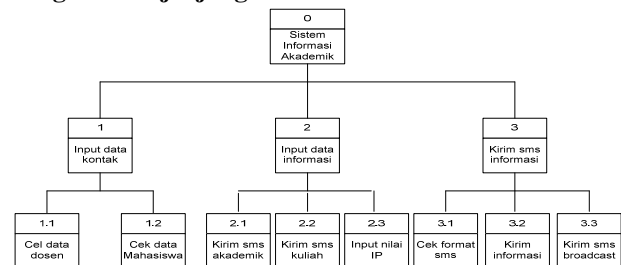 0
Sistem
Informasi
Akademik
1
Input data
kontak
2
Input data
informasi
3
Kirim sms
informasi
1.1
Cel data
dosen
1.2
Cek data
Mahasiswa
2.1
Kirim sms
akademik
2.2
Kirim sms
kuliah
2.3
Input nilai
IP
3.1
Cek format
sms
3.2
Kirim
informasi
3.3
Kirim sms
broadcast